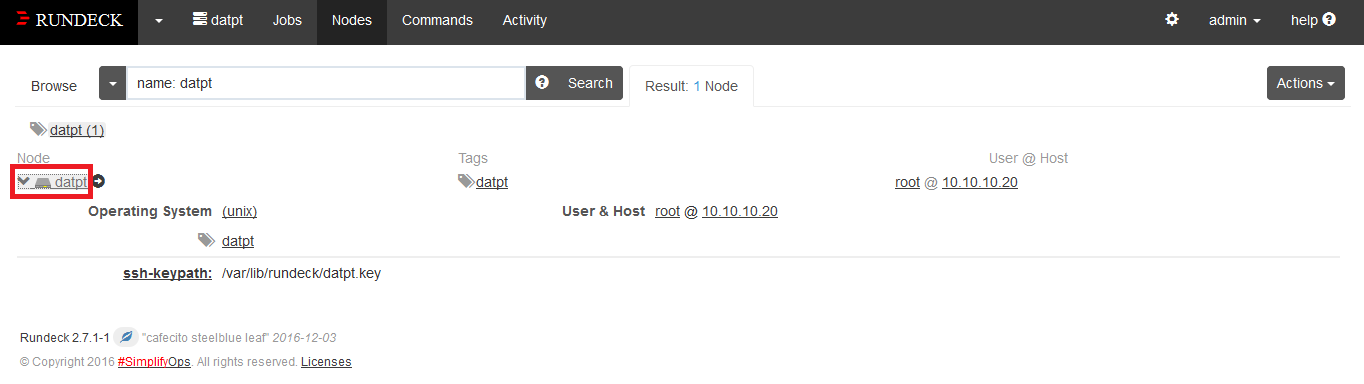 RUNDECK datpt Jobs Nodes Commands Activity admin help
Browse name: datpt Search Result: 1 Node Actions
datpt (1)
Node Tags User @ Host
datpt datpt root @ 10.10.10.20
Operating System (unix) User & Host root @ 10.10.10.20
datpt
ssh-keypath: /var/lib/rundeck/datpt.key
Rundeck 2.7.1-1 "cafecito steelblue leaf" 2016-12-03
© Copyright 2016 #SimplifyOps. All rights reserved. Licenses